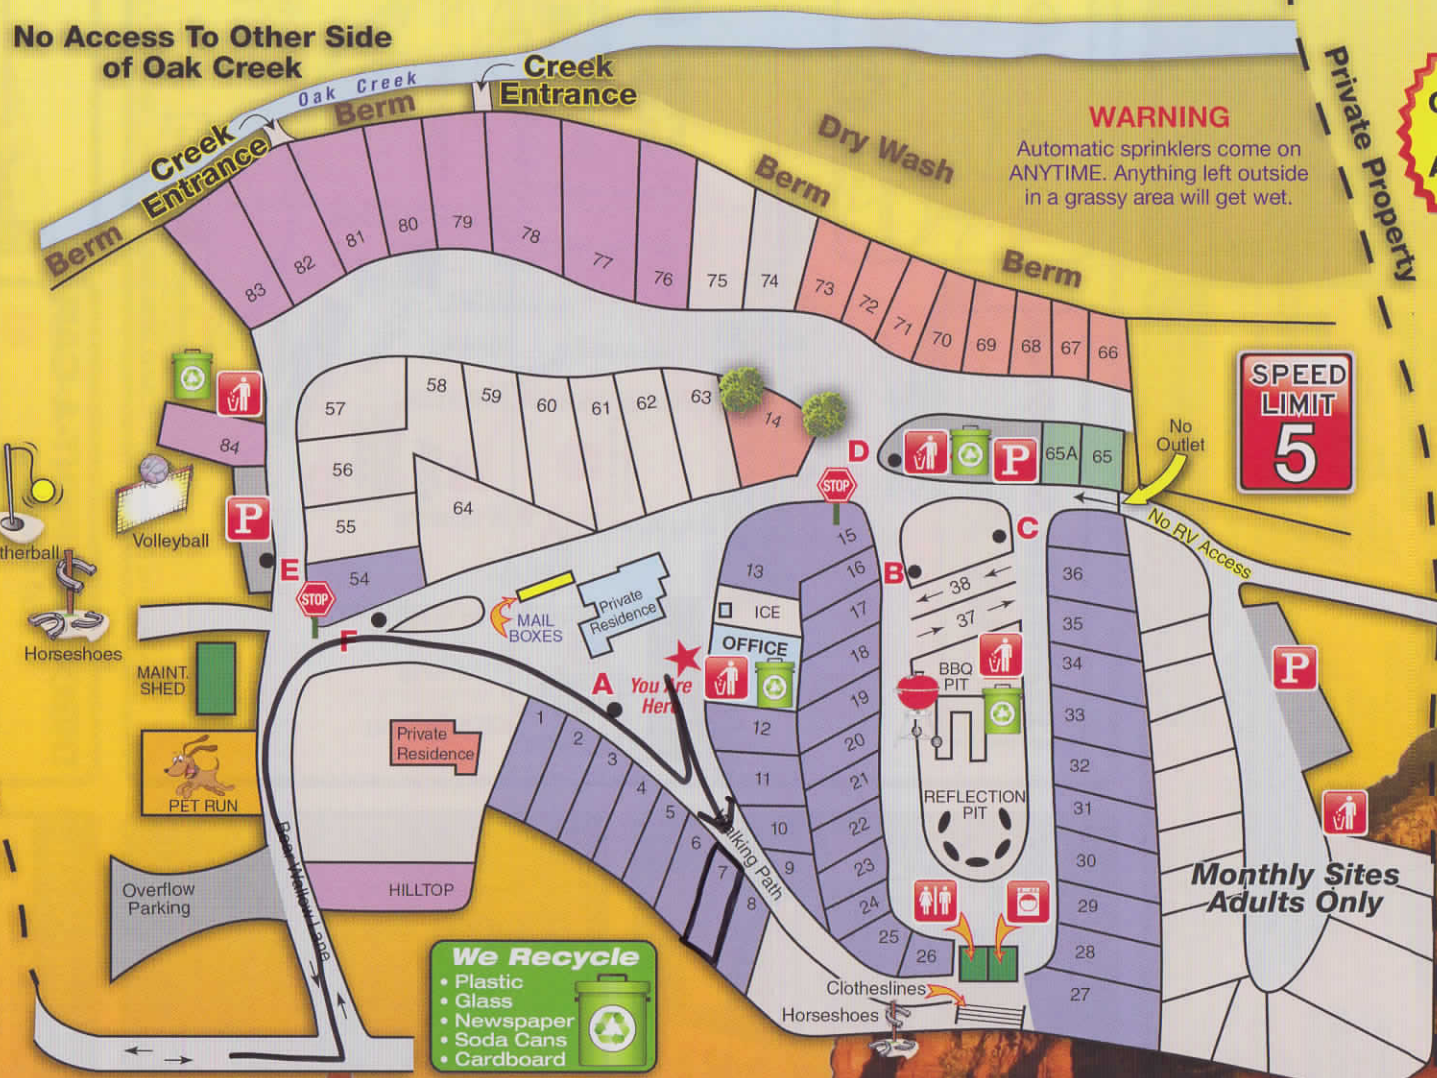 No Access To Other Side
of Oak Creek
Oak Creek
Creek
Entrance
Berm
Creek
Entrance
Berm
Dry Wash
Berm
Berm
WARNING
Automatic sprinklers come on
ANYTIME. Anything left outside
in a grassy area will get wet.
Private Property
83
82
81
80
79
78
77
76
75
74
73
72
71
70
69
68
67
66
SPEED
LIMIT
5
57
58
59
60
61
62
63
14
84
56
55
64
54
D
P
65A
65
No
Outlet
No RV Access
STOP
P
Volleyball
therball
Horseshoes
E
STOP
F
MAIL
BOXES
Private
Residence
13
ICE
OFFICE
You Are
Here
A
15
16
17
18
19
20
21
22
23
24
25
26
B
C
38
37
BBQ
PIT
REFLECTION
PIT
36
35
34
33
32
31
30
29
28
27
P
MAINT.
SHED
PET RUN
Private
Residence
HILLTOP
Overflow
Parking
Bear Wallow Lane
1
2
3
4
5
6
7
8
12
11
10
9
Walking Path
Monthly Sites
Adults Only
Clotheslines
Horseshoes
We Recycle
• Plastic
• Glass
• Newspaper
• Soda Cans
• Cardboard